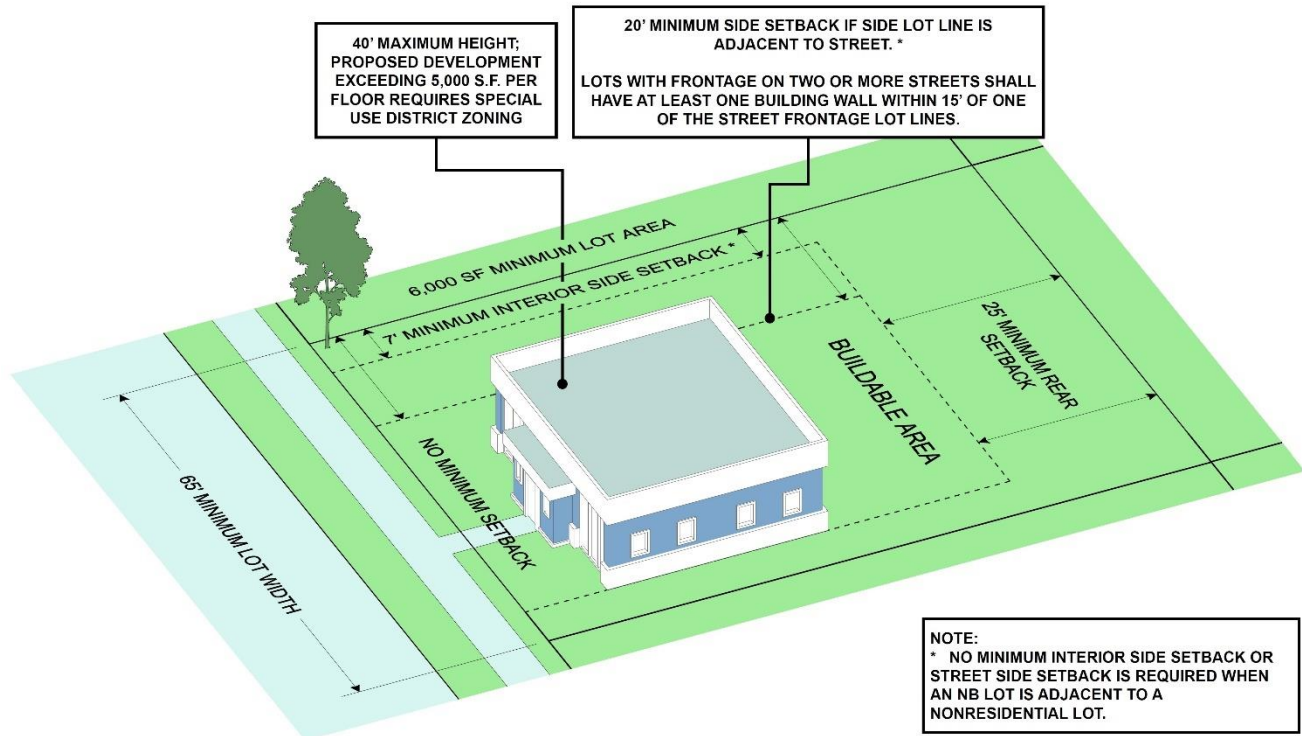 40' MAXIMUM HEIGHT;
PROPOSED DEVELOPMENT
EXCEEDING 5,000 S.F. PER
FLOOR REQUIRES SPECIAL
USE DISTRICT ZONING
20' MINIMUM SIDE SETBACK IF SIDE LOT LINE IS
ADJACENT TO STREET. *
LOTS WITH FRONTAGE ON TWO OR MORE STREETS SHALL
HAVE AT LEAST ONE BUILDING WALL WITHIN 15' OF ONE
OF THE STREET FRONTAGE LOT LINES.
6,000 SF MINIMUM LOT AREA
7' MINIMUM INTERIOR SIDE SETBACK *
BUILDABLE AREA
25' MINIMUM REAR
SETBACK
NO MINIMUM SETBACK
65' MINIMUM LOT WIDTH
NOTE:
* NO MINIMUM INTERIOR SIDE SETBACK OR
STREET SIDE SETBACK IS REQUIRED WHEN
AN NB LOT IS ADJACENT TO A
NONRESIDENTIAL LOT.